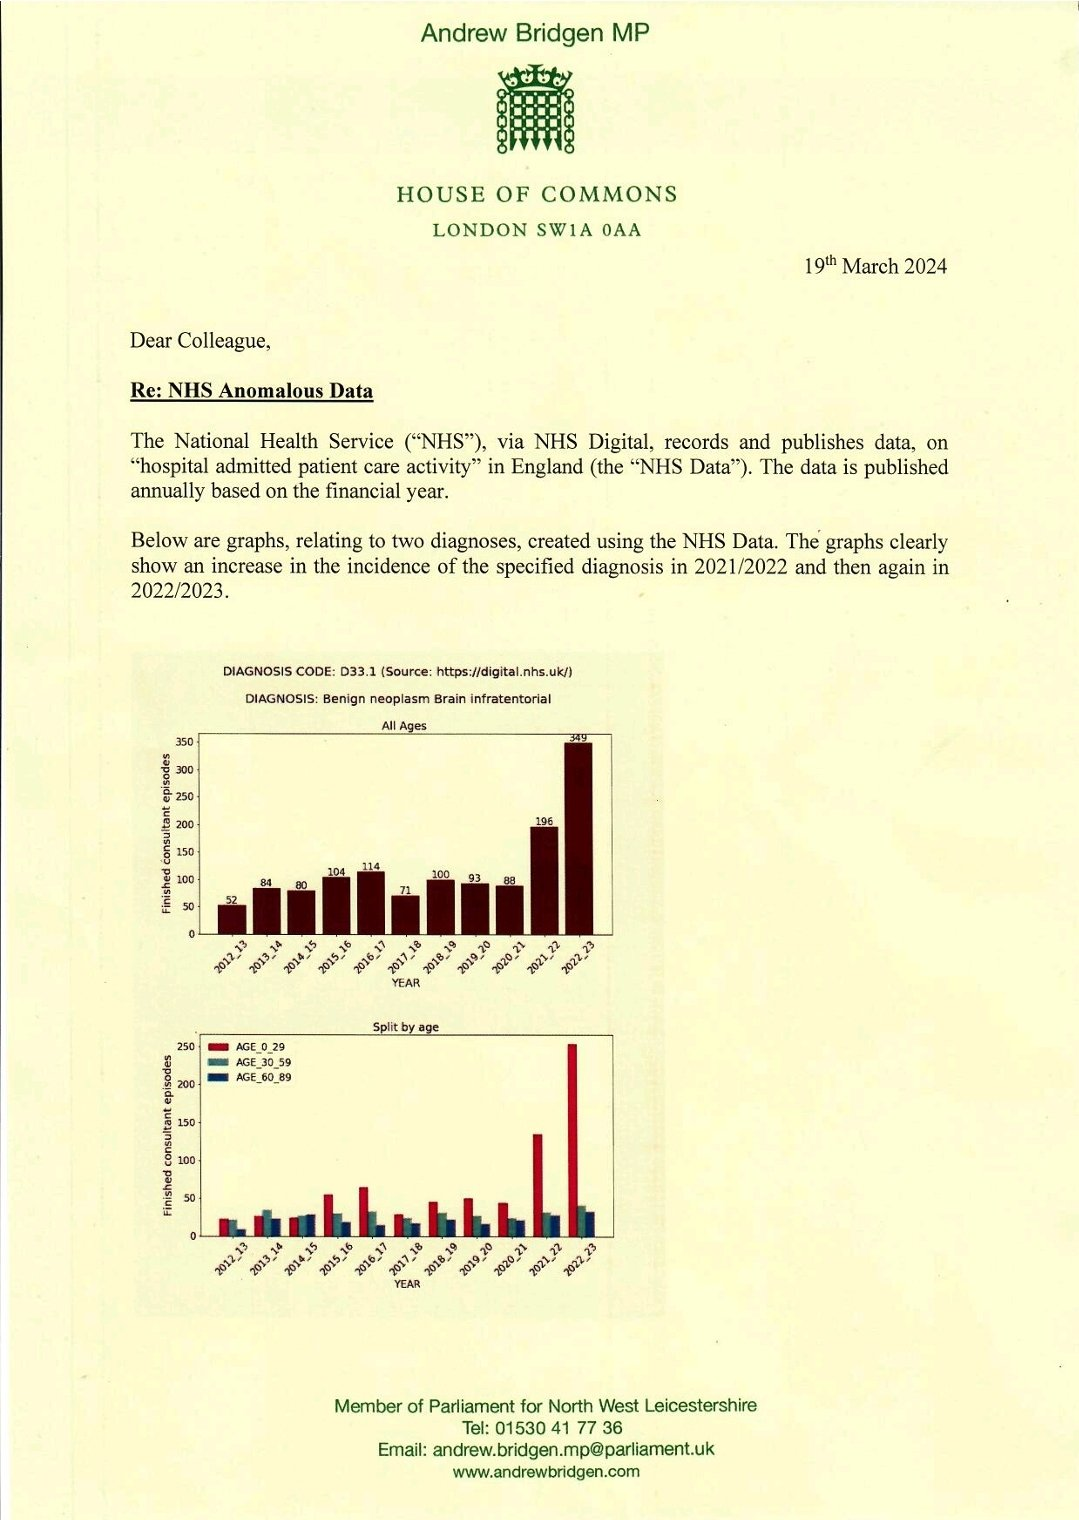 Andrew Bridgen MP
HOUSE OF COMMONS
LONDON SW1A 0AA
19th March 2024
Dear Colleague,
Re: NHS Anomalous Data
The National Health Service (“NHS”), via NHS Digital, records and publishes data, on
“hospital admitted patient care activity” in England (the “NHS Data”). The data is published
annually based on the financial year.
Below are graphs, relating to two diagnoses, created using the NHS Data. The graphs clearly
show an increase in the incidence of the specified diagnosis in 2021/2022 and then again in
2022/2023.
DIAGNOSIS CODE: D33.1 (Source: https://digital.nhs.uk/)
DIAGNOSIS: Benign neoplasm Brain infratentorial
All Ages
Finished consultant episodes
350
300
250
200
150
100
50
0
52
84
80
104
114
71
100
93
88
196
349
2012_13
2013_14
2014_15
2015_16
2016_17
2017_18
2018_19
2019_20
2020_21
2021_22
2022_23
YEAR
Split by age
Finished consultant episodes
250
200
150
100
50
0
AGE_0_29
AGE_30_59
AGE_60_89
2012_13
2013_14
2014_15
2015_16
2016_17
2017_18
2018_19
2019_20
2020_21
2021_22
2022_23
YEAR
Member of Parliament for North West Leicestershire
Tel: 01530 41 77 36
Email: andrew.bridgen.mp@parliament.uk
www.andrewbridgen.com